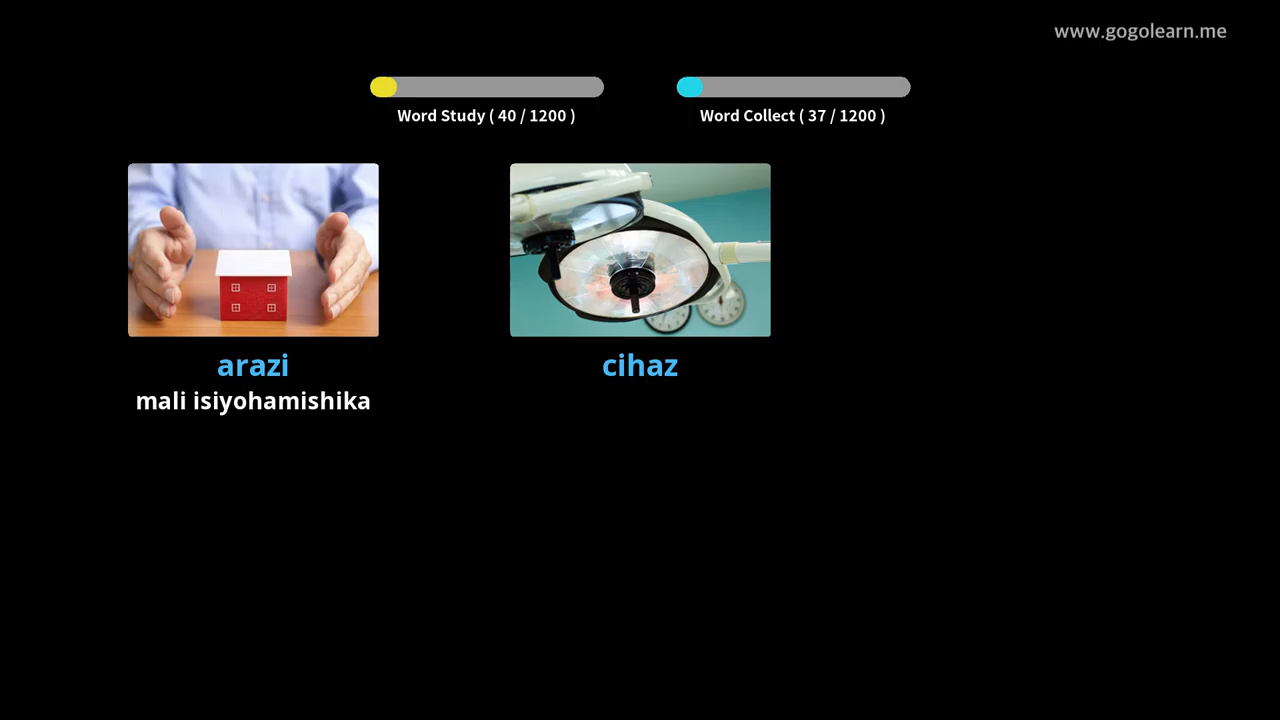 www.gogolearn.me
Word Study ( 40 / 1200 )
Word Collect ( 37 / 1200 )
arazi
cihaz
mali isiyohamishika